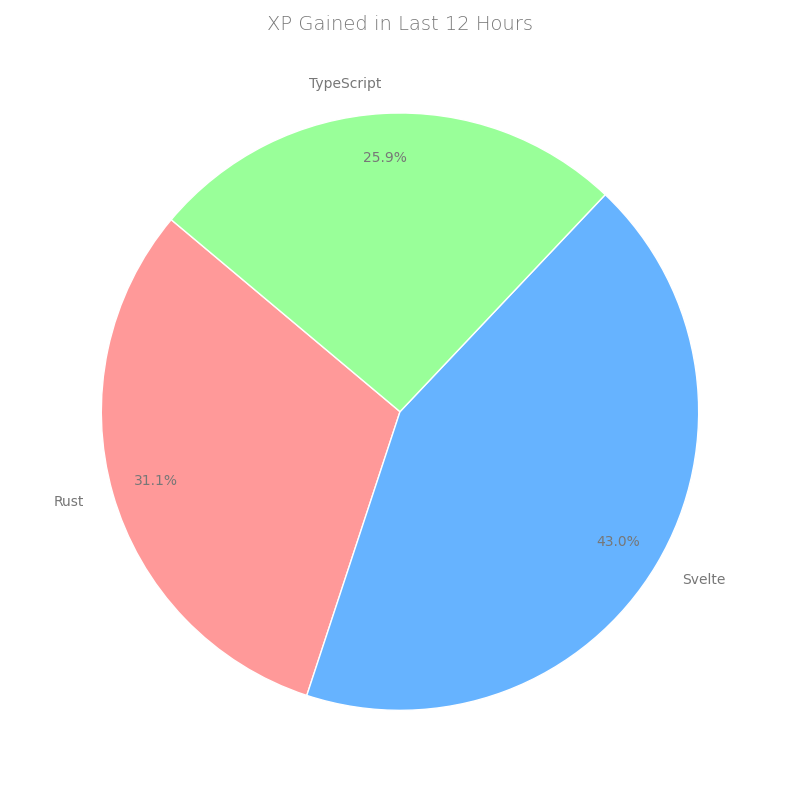 XP Gained in Last 12 Hours
TypeScript
25.9%
31.1%
Rust
43.0%
Svelte